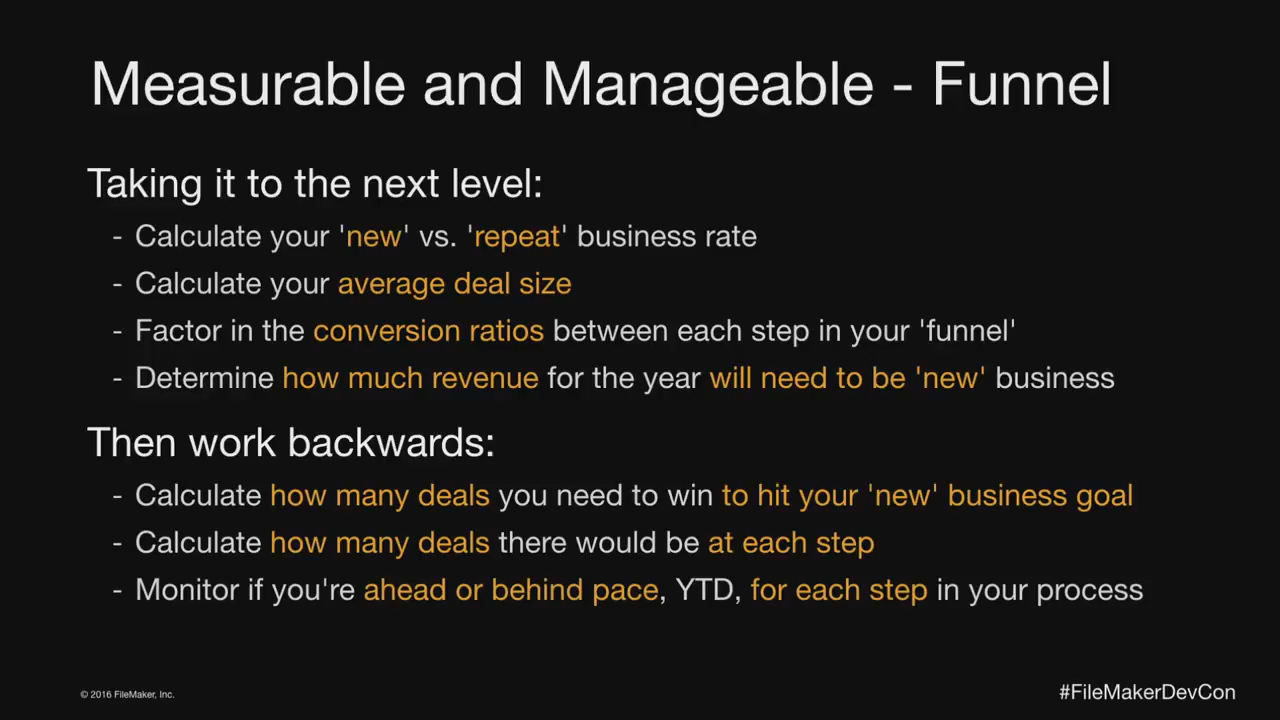 Measurable and Manageable - Funnel
Taking it to the next level:
- Calculate your 'new' vs. 'repeat' business rate
- Calculate your average deal size
- Factor in the conversion ratios between each step in your 'funnel'
- Determine how much revenue for the year will need to be 'new' business
Then work backwards:
- Calculate how many deals you need to win to hit your 'new' business goal
- Calculate how many deals there would be at each step
- Monitor if you're ahead or behind pace, YTD, for each step in your process
© 2016 FileMaker, Inc.
#FileMakerDevCon